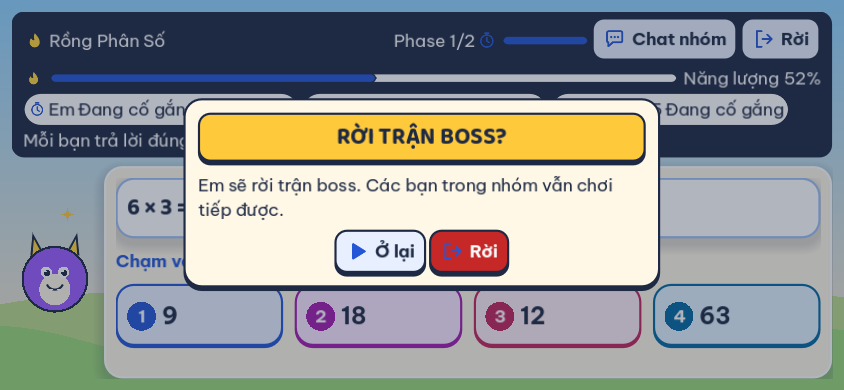 Rồng Phân Số
Phase 1/2
Chat nhóm
Rời
Năng lượng 52%
Em Đang cố
Đang cố gắng
Mỗi bạn trả lời đúng
RỜI TRẬN BOSS?
Em sẽ rời trận boss. Các bạn trong nhóm vẫn chơi
tiếp được.
Ở lại
Rời
6 × 3 =
Chạm
1 9
2 18
3 12
4 63